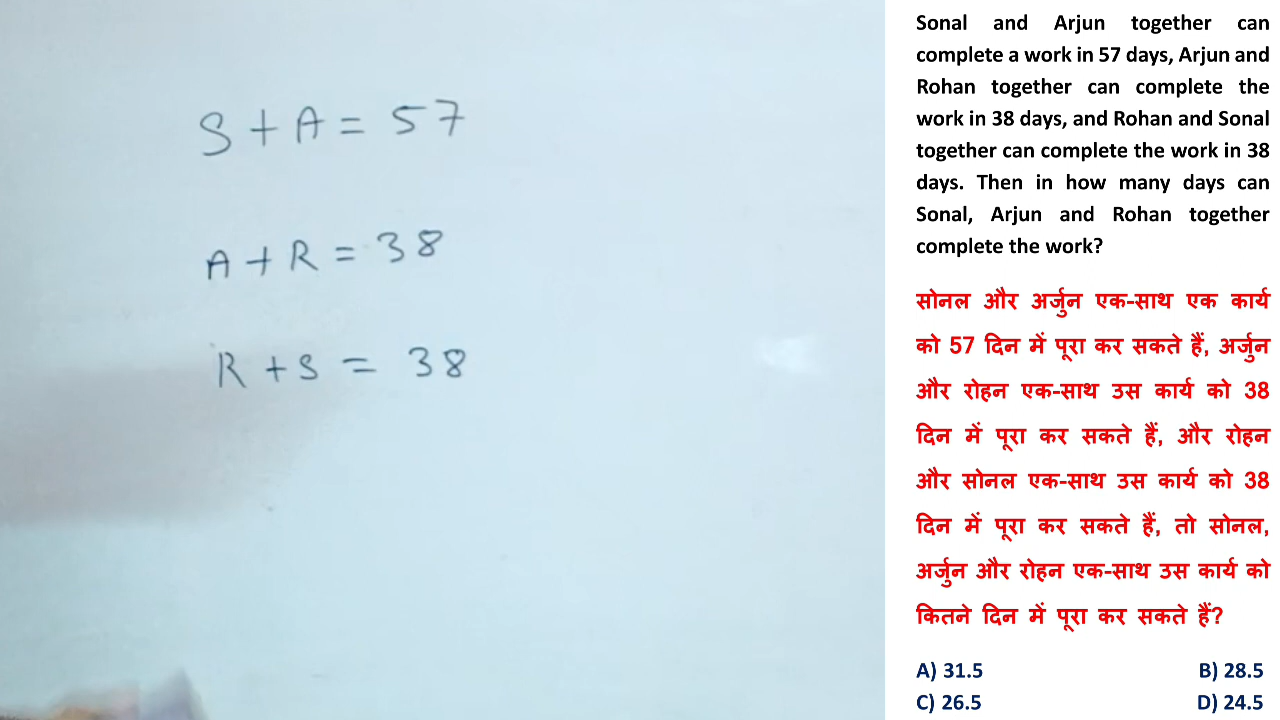 S + A = 57
A + R = 38
R + S = 38
Sonal and Arjun together can
complete a work in 57 days, Arjun and
Rohan together can complete the
work in 38 days, and Rohan and Sonal
together can complete the work in 38
days. Then in how many days can
Sonal, Arjun and Rohan together
complete the work?
सोनल और अर्जुन एक-साथ एक कार्य
को 57 दिन में पूरा कर सकते हैं, अर्जुन
और रोहन एक-साथ उस कार्य को 38
दिन में पूरा कर सकते हैं, और रोहन
और सोनल एक-साथ उस कार्य को 38
दिन में पूरा कर सकते हैं, तो सोनल,
अर्जुन और रोहन एक-साथ उस कार्य को
कितने दिन में पूरा कर सकते हैं?
A) 31.5 B) 28.5
C) 26.5 D) 24.5